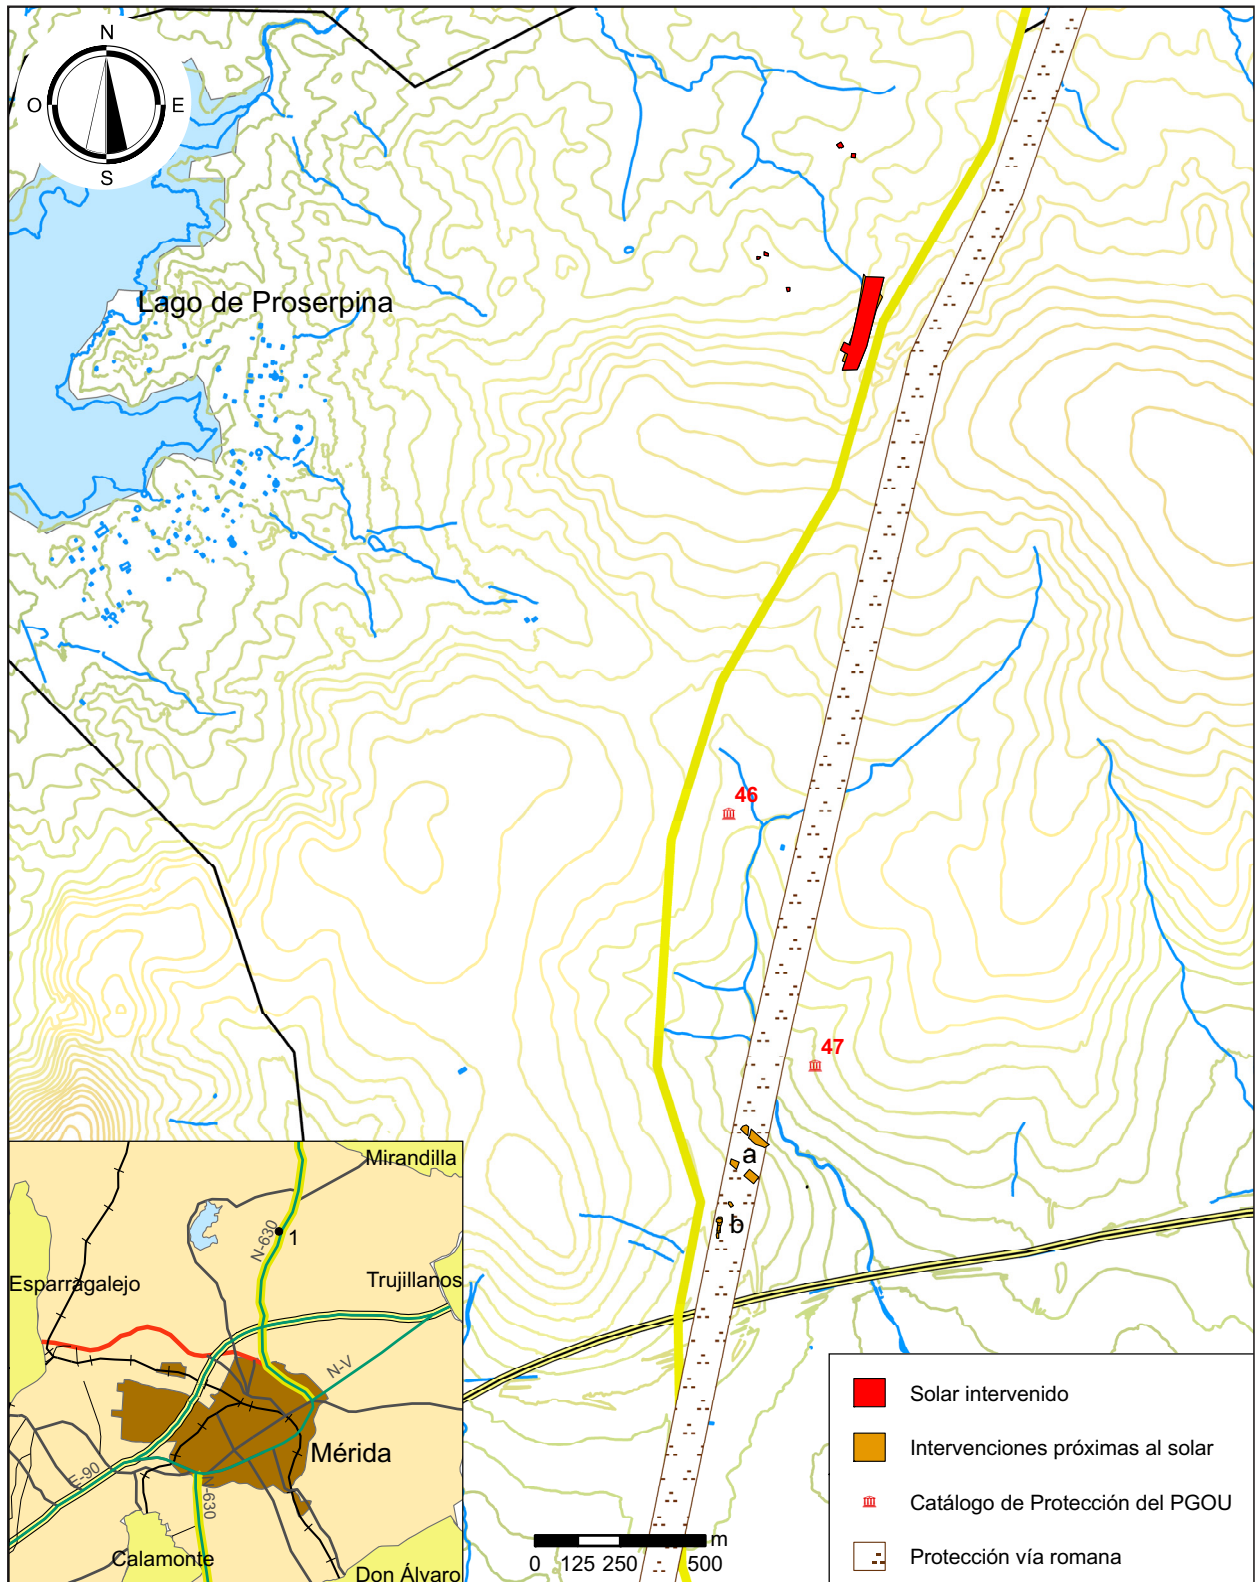 N
O
E
S
Lago de Proserpina
46
47
a
b
Mirandilla
N-630
1
Esparragalejo
Trujillanos
N-V
Mérida
E-90
N-630
Calamonte
Don Álvaro
m
0 125 250 500
Solar intervenido
Intervenciones próximas al solar
Catálogo de Protección del PGOU
Protección vía romana